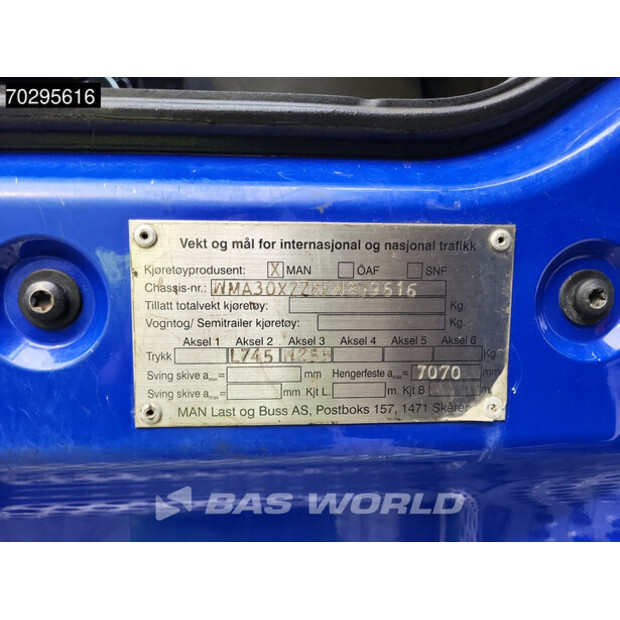 70295616
Vekt og mål for internasjonal og nasjonal trafikk
Kjøretøyprodusent: X MAN ÖAF SNF
Chassis-nr.:
Tillatt totalvekt kjøretøy: Kg.
Vogntog/ Semitrailer kjøretøy: Kg.
Aksel 1 Aksel 2 Aksel 3 Aksel 4 Aksel 5 Aksel 6
Trykk L745 Kg
Sving skive a mm Hengerfeste a = 7070 mm
Sving skive a mm Kjt L. m. Kjt B m
MAN Last og Buss AS, Postboks 157, 1471 Skårer
BAS WORLD